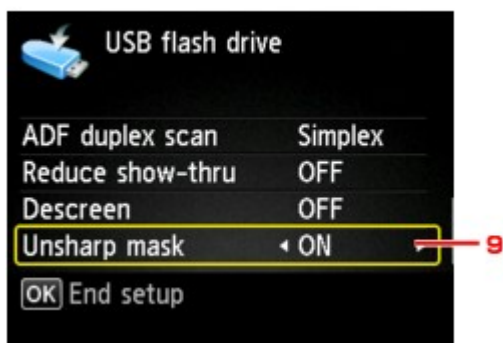 USB flash drive
ADF duplex scan Simplex
Reduce show-thru OFF
Descreen OFF
Unsharp mask ON 9
OK End setup